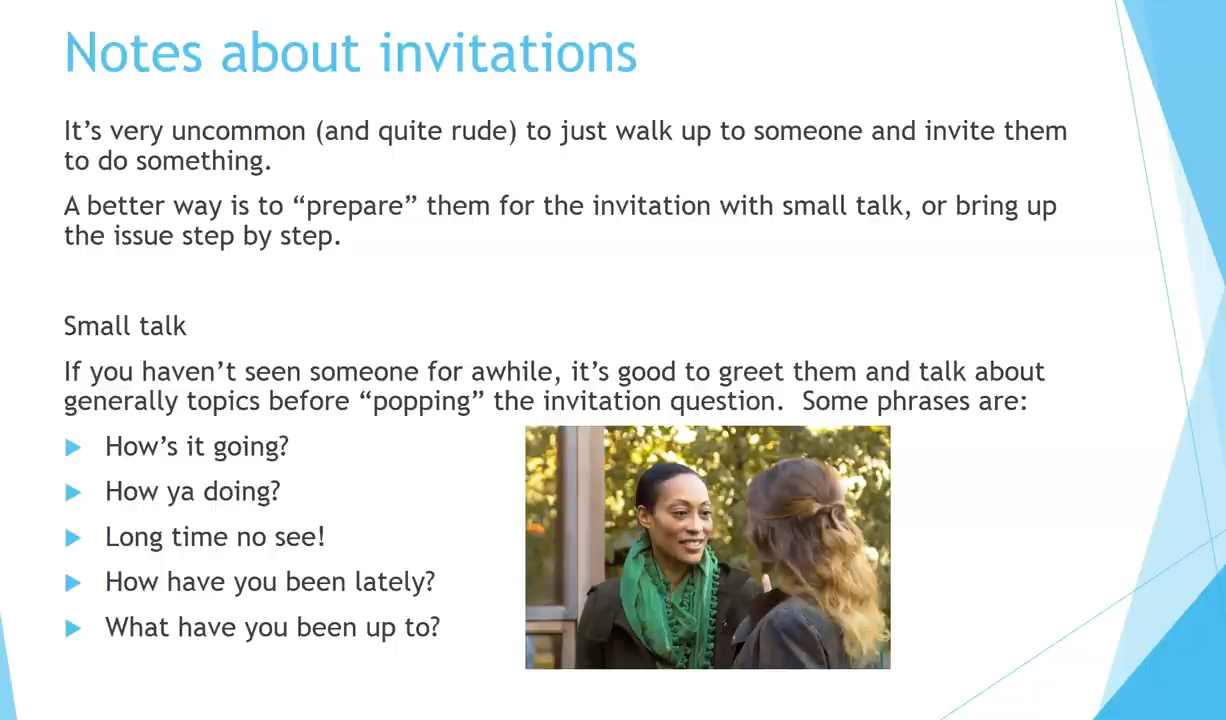 Notes about invitations
It’s very uncommon (and quite rude) to just walk up to someone and invite them
to do something.
A better way is to “prepare” them for the invitation with small talk, or bring up
the issue step by step.
Small talk
If you haven’t seen someone for awhile, it’s good to greet them and talk about
generally topics before “popping” the invitation question.  Some phrases are:
How’s it going?
How ya doing?
Long time no see!
How have you been lately?
What have you been up to?